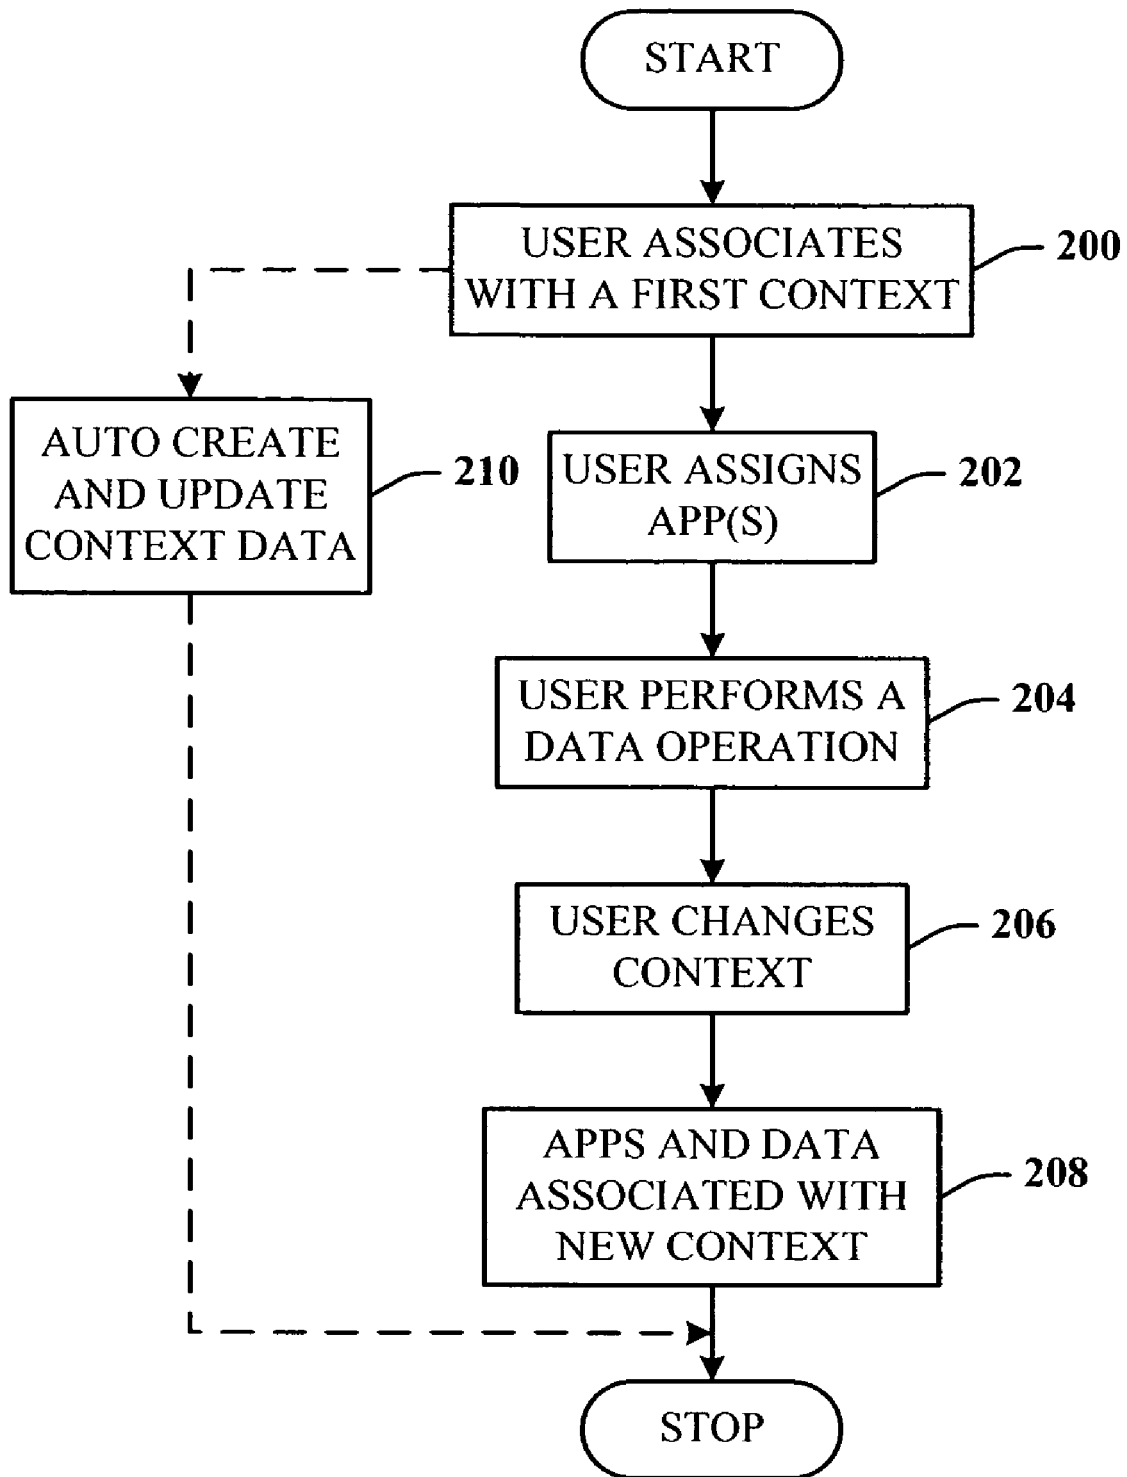 START
USER ASSOCIATES
WITH A FIRST CONTEXT
200
AUTO CREATE
AND UPDATE
CONTEXT DATA
210
USER ASSIGNS
APP(S)
202
USER PERFORMS A
DATA OPERATION
204
USER CHANGES
CONTEXT
206
APPS AND DATA
ASSOCIATED WITH
NEW CONTEXT
208
STOP